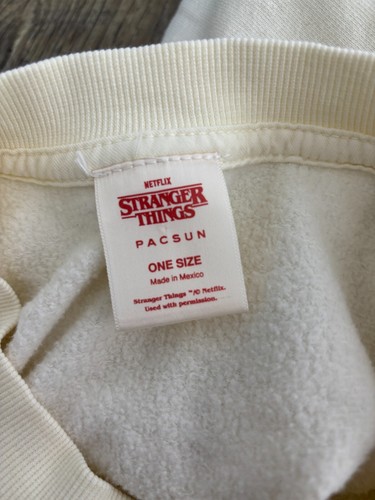 NETFLIX
STRANGER
THINGS
PACSUN
ONE SIZE
Made in Mexico
Stranger Things ™/© Netflix.
Used with permission.